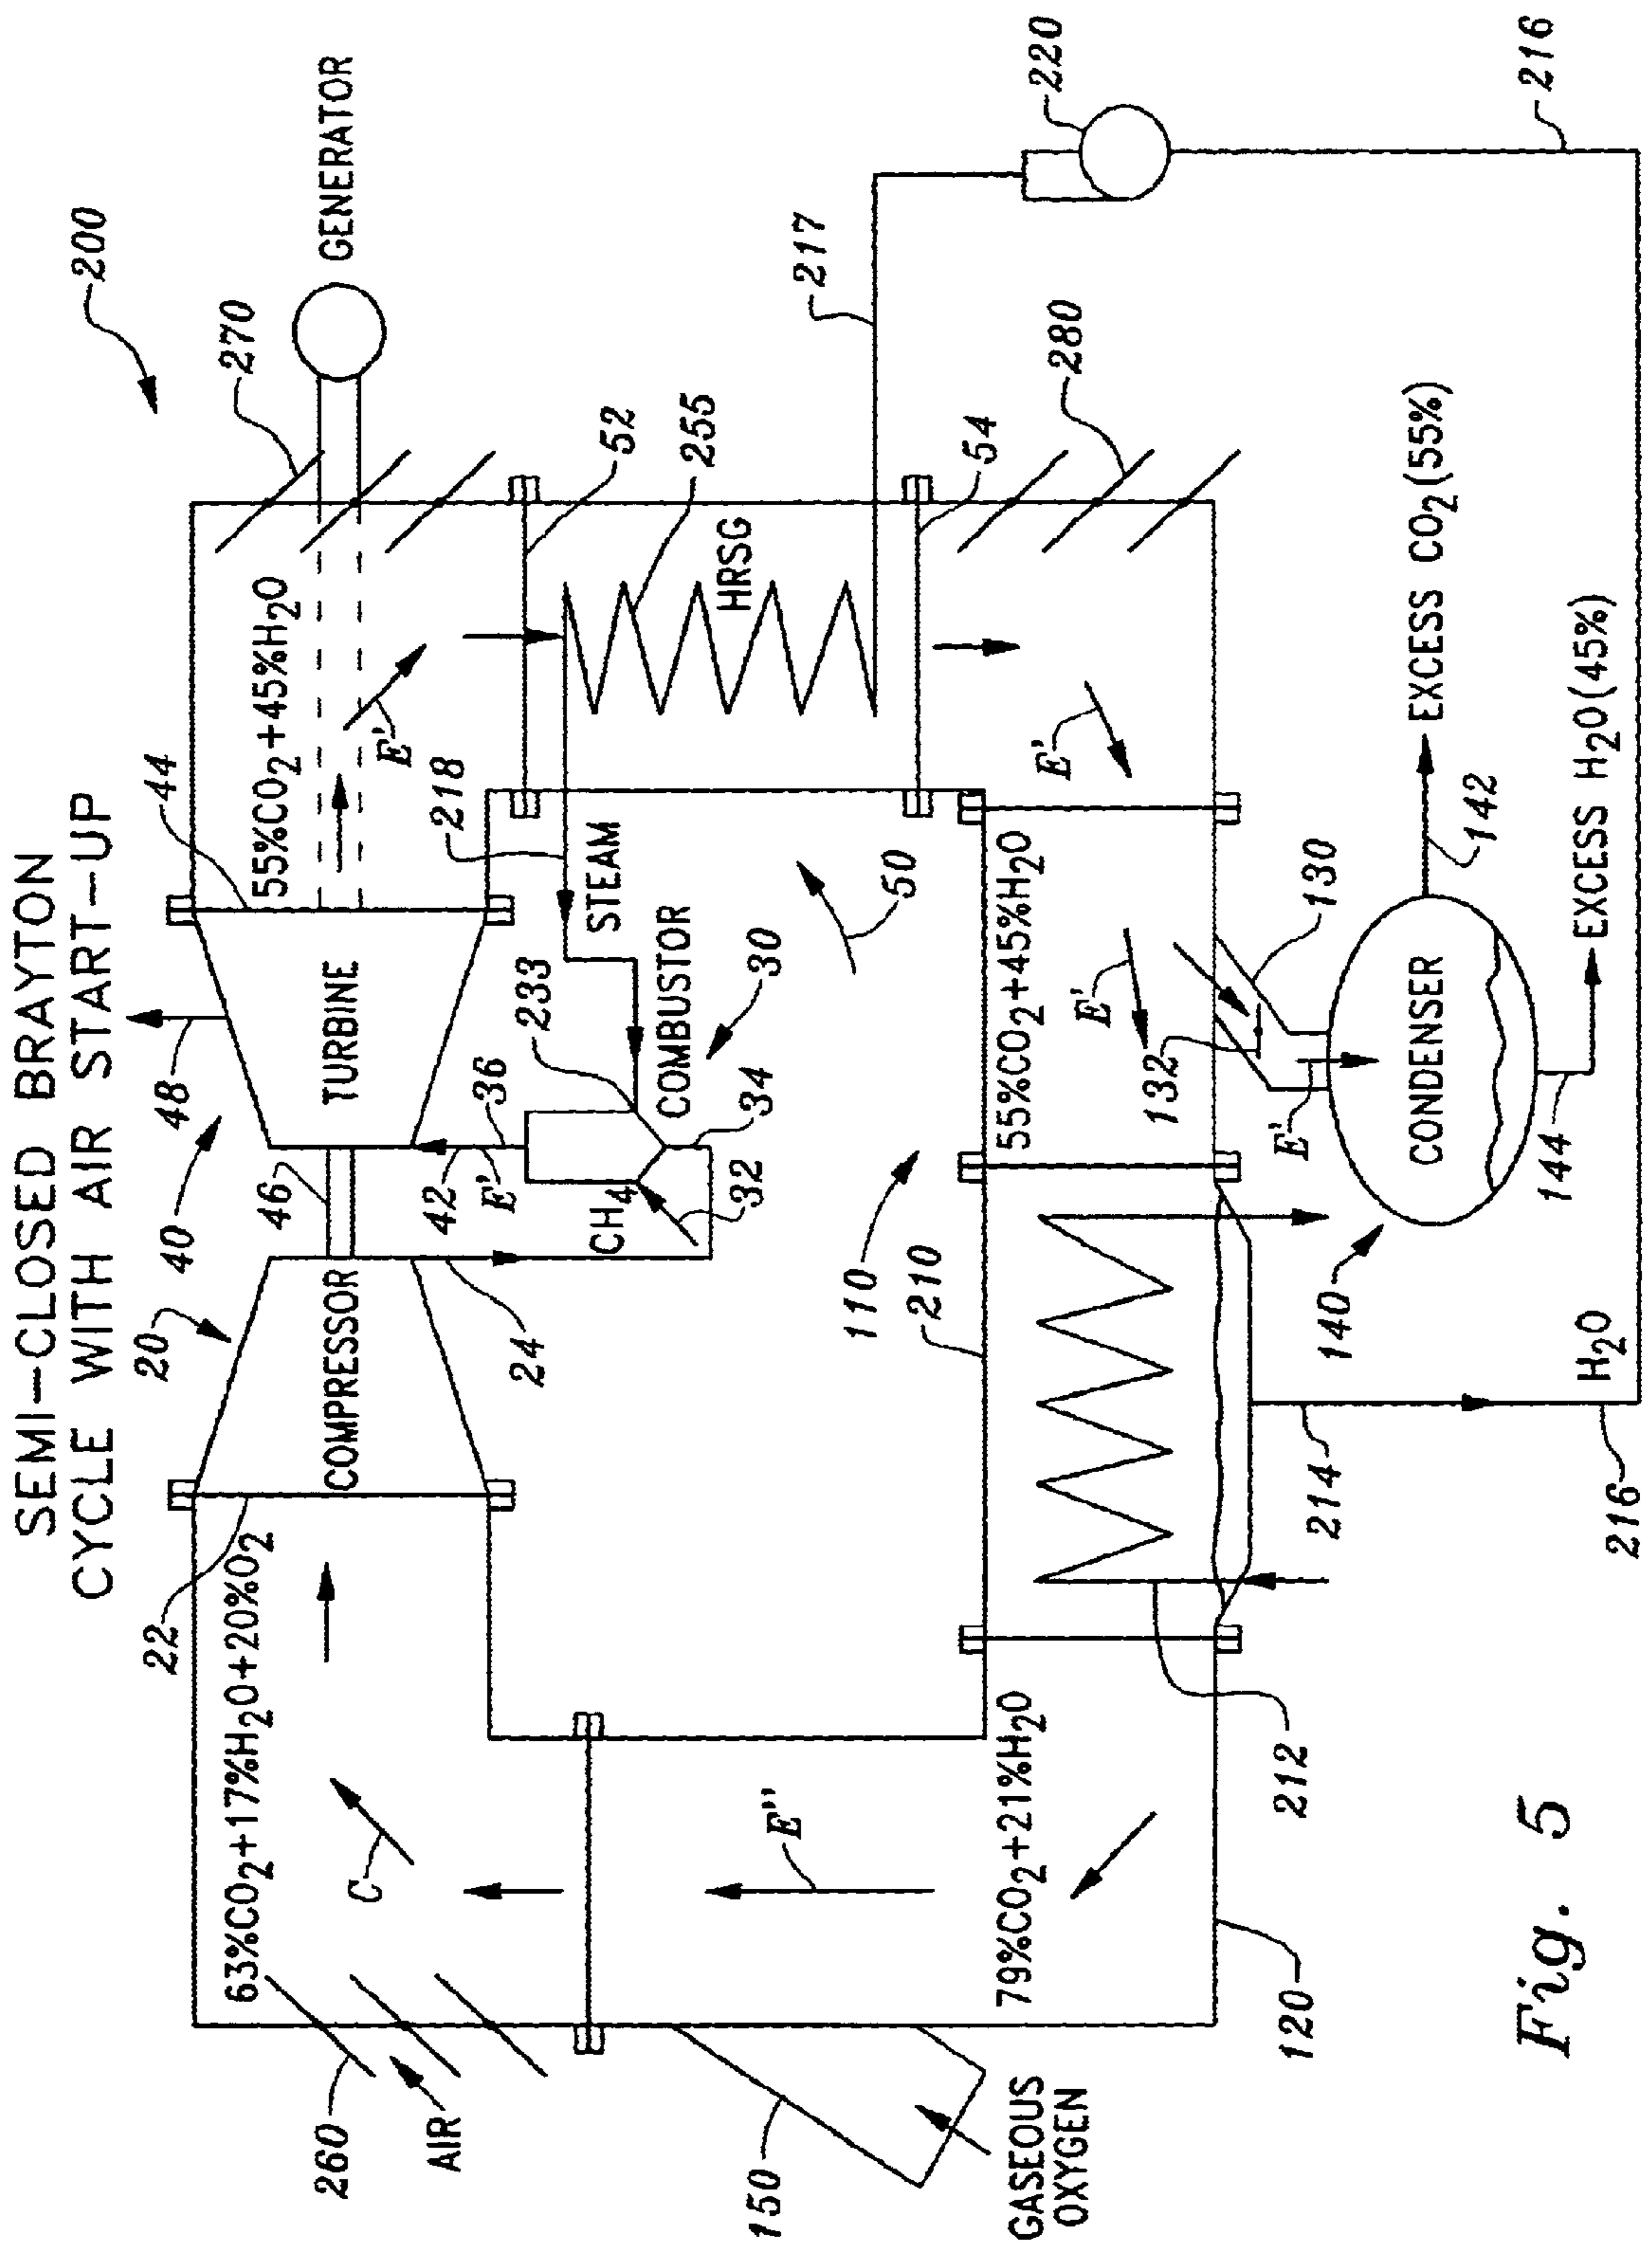 SEMI-CLOSED BRAYTON
CYCLE WITH AIR START-UP
200
GENERATOR
270
48
40
20
44
22
46
TURBINE
COMPRESSOR
55%CO2+45%H2O
63%CO2+17%H2O+20%O2
260
AIR
C
E'
218
36
42
E'
CH4
32
34
233
STEAM
COMBUSTOR
30
24
52
255
HRSG
217
220
50
54
280
E'
110
210
150
GASEOUS
OXYGEN
E''
79%CO2+21%H2O
55%CO2+45%H2O
E'
132
130
E'
CONDENSER
142
EXCESS CO2(55%)
144
EXCESS H2O(45%)
140
120
212
214
H2O
216
216
Fig. 5